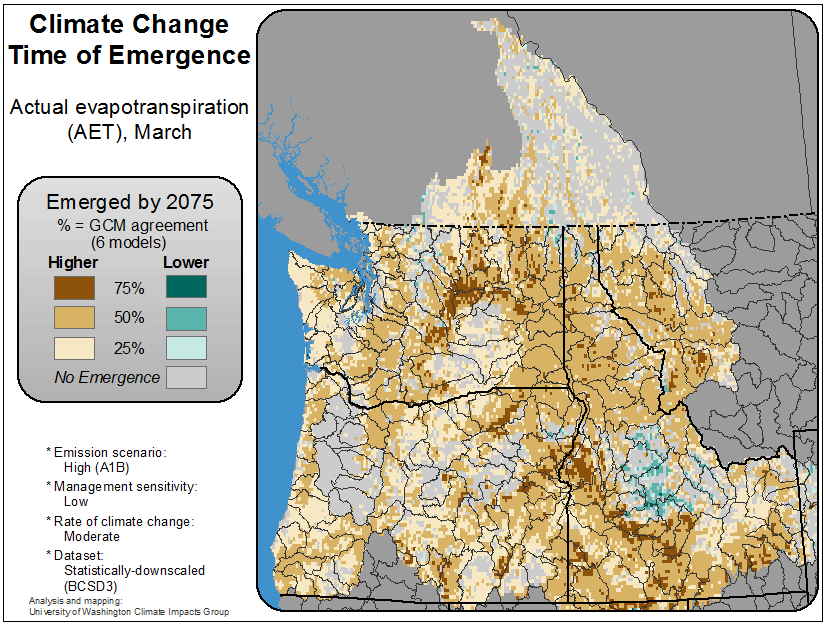 Climate Change
Time of Emergence
Actual evapotranspiration
(AET), March
Emerged by 2075
% = GCM agreement
(6 models)
Higher Lower
75%
50%
25%
No Emergence
* Emission scenario:
High (A1B)
* Management sensitivity:
Low
* Rate of climate change:
Moderate
* Dataset:
Statistically-downscaled
(BCSD3)
Analysis and mapping:
University of Washington Climate Impacts Group